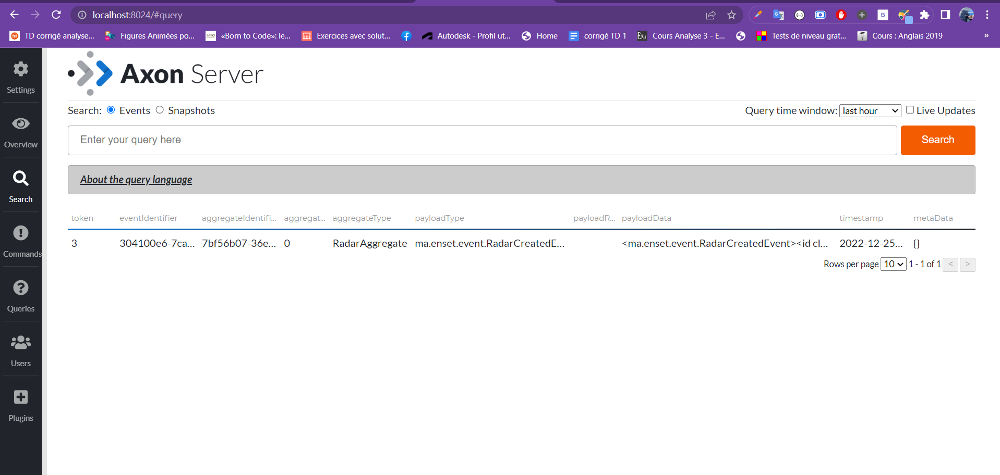 localhost:8024/#query
TD corrigé analyse... Figures Animées po... «Born to Code»: le... Exercices avec solut... Autodesk - Profil ut... Home corrigé TD 1 Cours Analyse 3 - E... Tests de niveau grat... Cours : Anglais 2019 »
Axon Server
Settings
Overview
Search
Commands
Queries
Users
Plugins
Search: Events Snapshots
Query time window: last hour Live Updates
Enter your query here
Search
About the query language
token eventIdentifier aggregateIdentifi... aggregat... aggregateType payloadType payloadR... payloadData timestamp metaData
3 304100e6-7ca... 7bf56b07-36e... 0 RadarAggregate ma.enset.event.RadarCreatedE... <ma.enset.event.RadarCreatedEvent><id cl... 2022-12-25... {}
Rows per page 10 1 - 1 of 1 < >